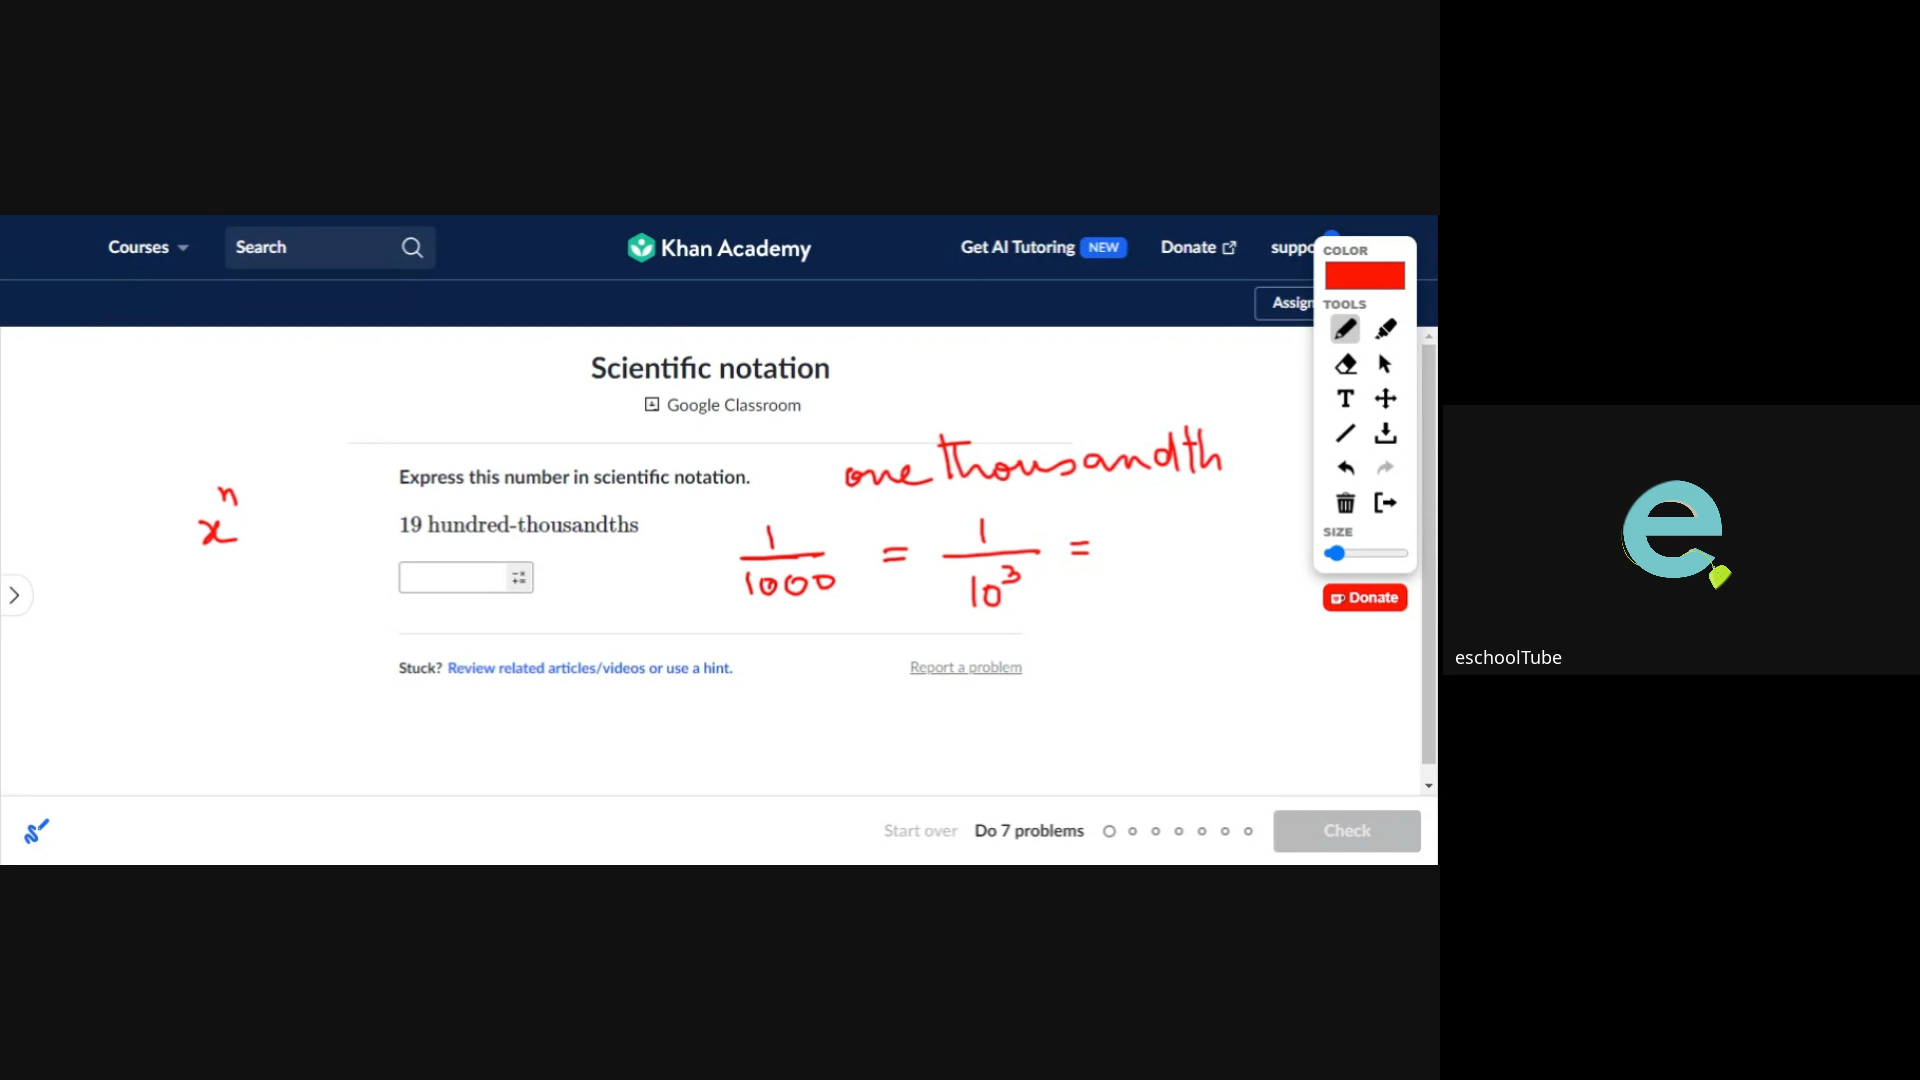 Courses
Search
Khan Academy
Get AI Tutoring NEW
Donate
suppo
Assign
COLOR
TOOLS
T
SIZE
Donate
Scientific notation
Google Classroom
Express this number in scientific notation.
19 hundred-thousandths
one thousandth
x^n
1/1000 = 1/10^3 =
Stuck? Review related articles/videos or use a hint.
Report a problem
Start over
Do 7 problems
Check
e
eschoolTube